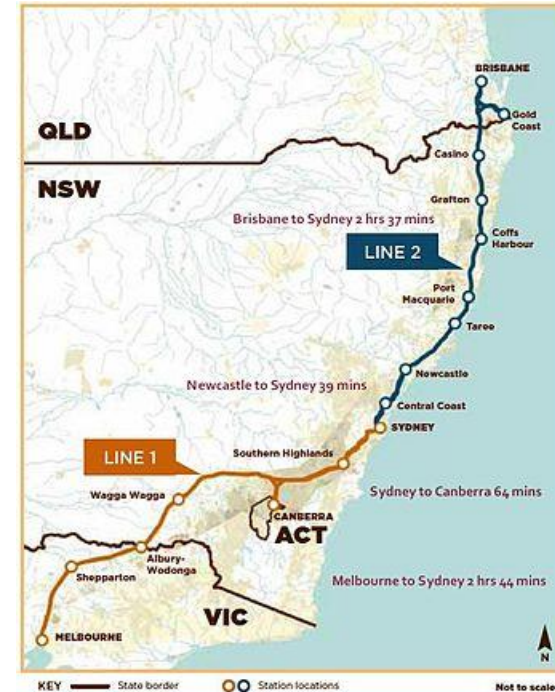 BRISBANE
Gold
Coast
QLD
Casino
NSW
Grafton
Brisbane to Sydney 2 hrs 37 mins
Coffs
Harbour
LINE 2
Port
Macquarie
Taree
Newcastle
Newcastle to Sydney 39 mins
Central Coast
SYDNEY
Southern Highlands
LINE 1
Wagga Wagga
Sydney to Canberra 64 mins
CANBERRA
ACT
Albury-
Wodonga
Shepparton
Melbourne to Sydney 2 hrs 44 mins
VIC
MELBOURNE
N
KEY State border Station locations Not to scale